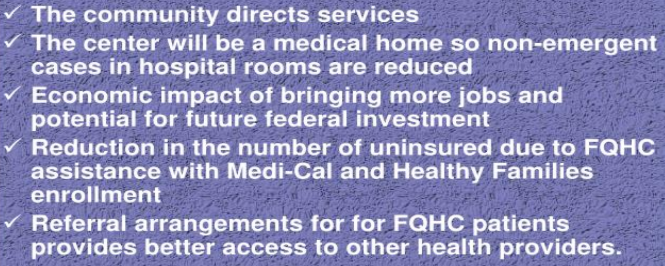 ✓ The community directs services
✓ The center will be a medical home so non-emergent
cases in hospital rooms are reduced
✓ Economic impact of bringing more jobs and
potential for future federal investment
✓ Reduction in the number of uninsured due to FQHC
assistance with Medi-Cal and Healthy Families
enrollment
✓ Referral arrangements for for FQHC patients
provides better access to other health providers.